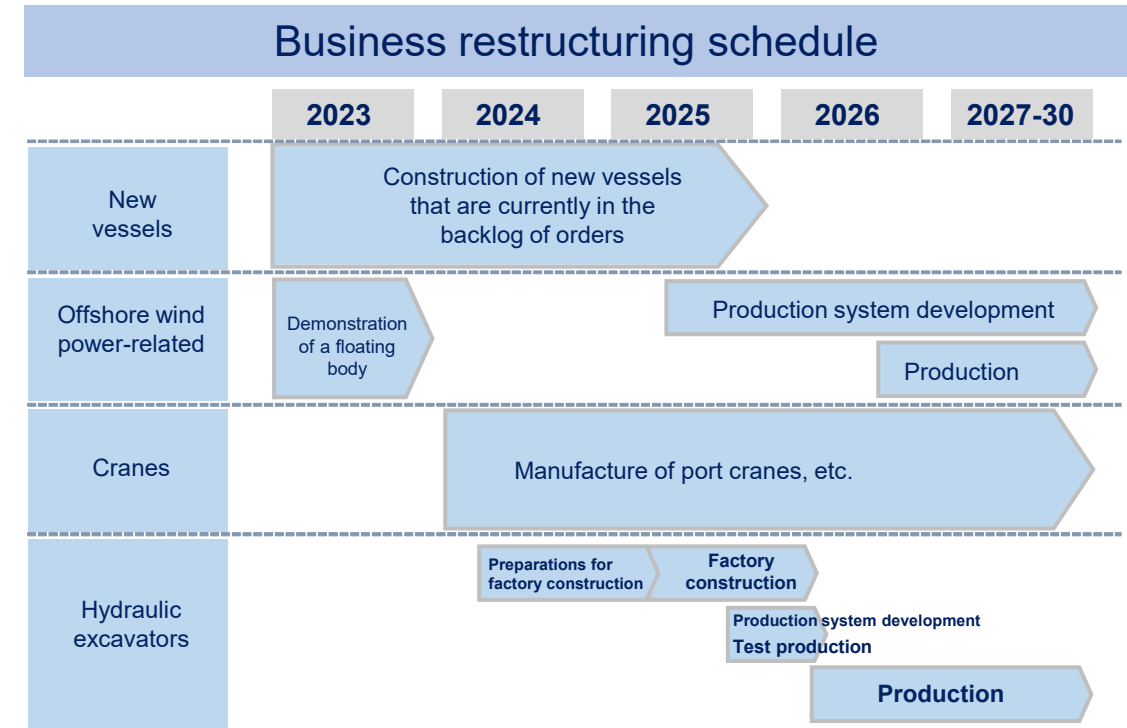 Business restructuring schedule
2023 2024 2025 2026 2027-30
New
vessels
Construction of new vessels
that are currently in the
backlog of orders
Offshore wind
power-related
Demonstration
of a floating
body
Production system development
Production
Cranes
Manufacture of port cranes, etc.
Hydraulic
excavators
Preparations for
factory construction
Factory
construction
Production system development
Test production
Production